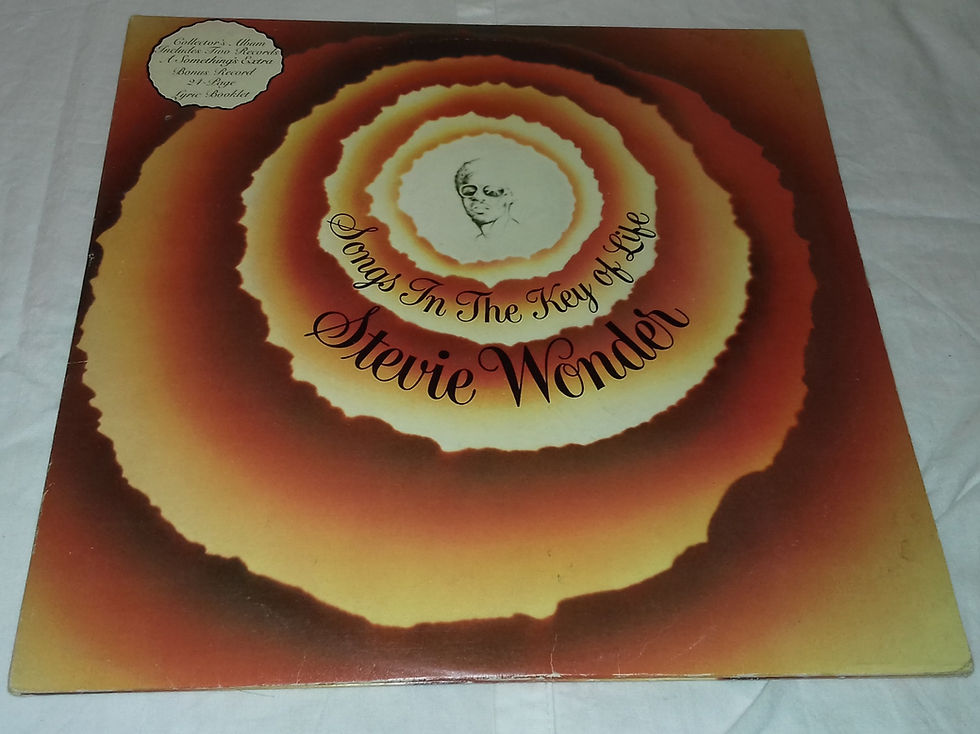 Collector's Album
Includes Two Records
A Something's Extra
Bonus Record
24-Page
Lyric Booklet
Songs In The Key of Life
Stevie Wonder